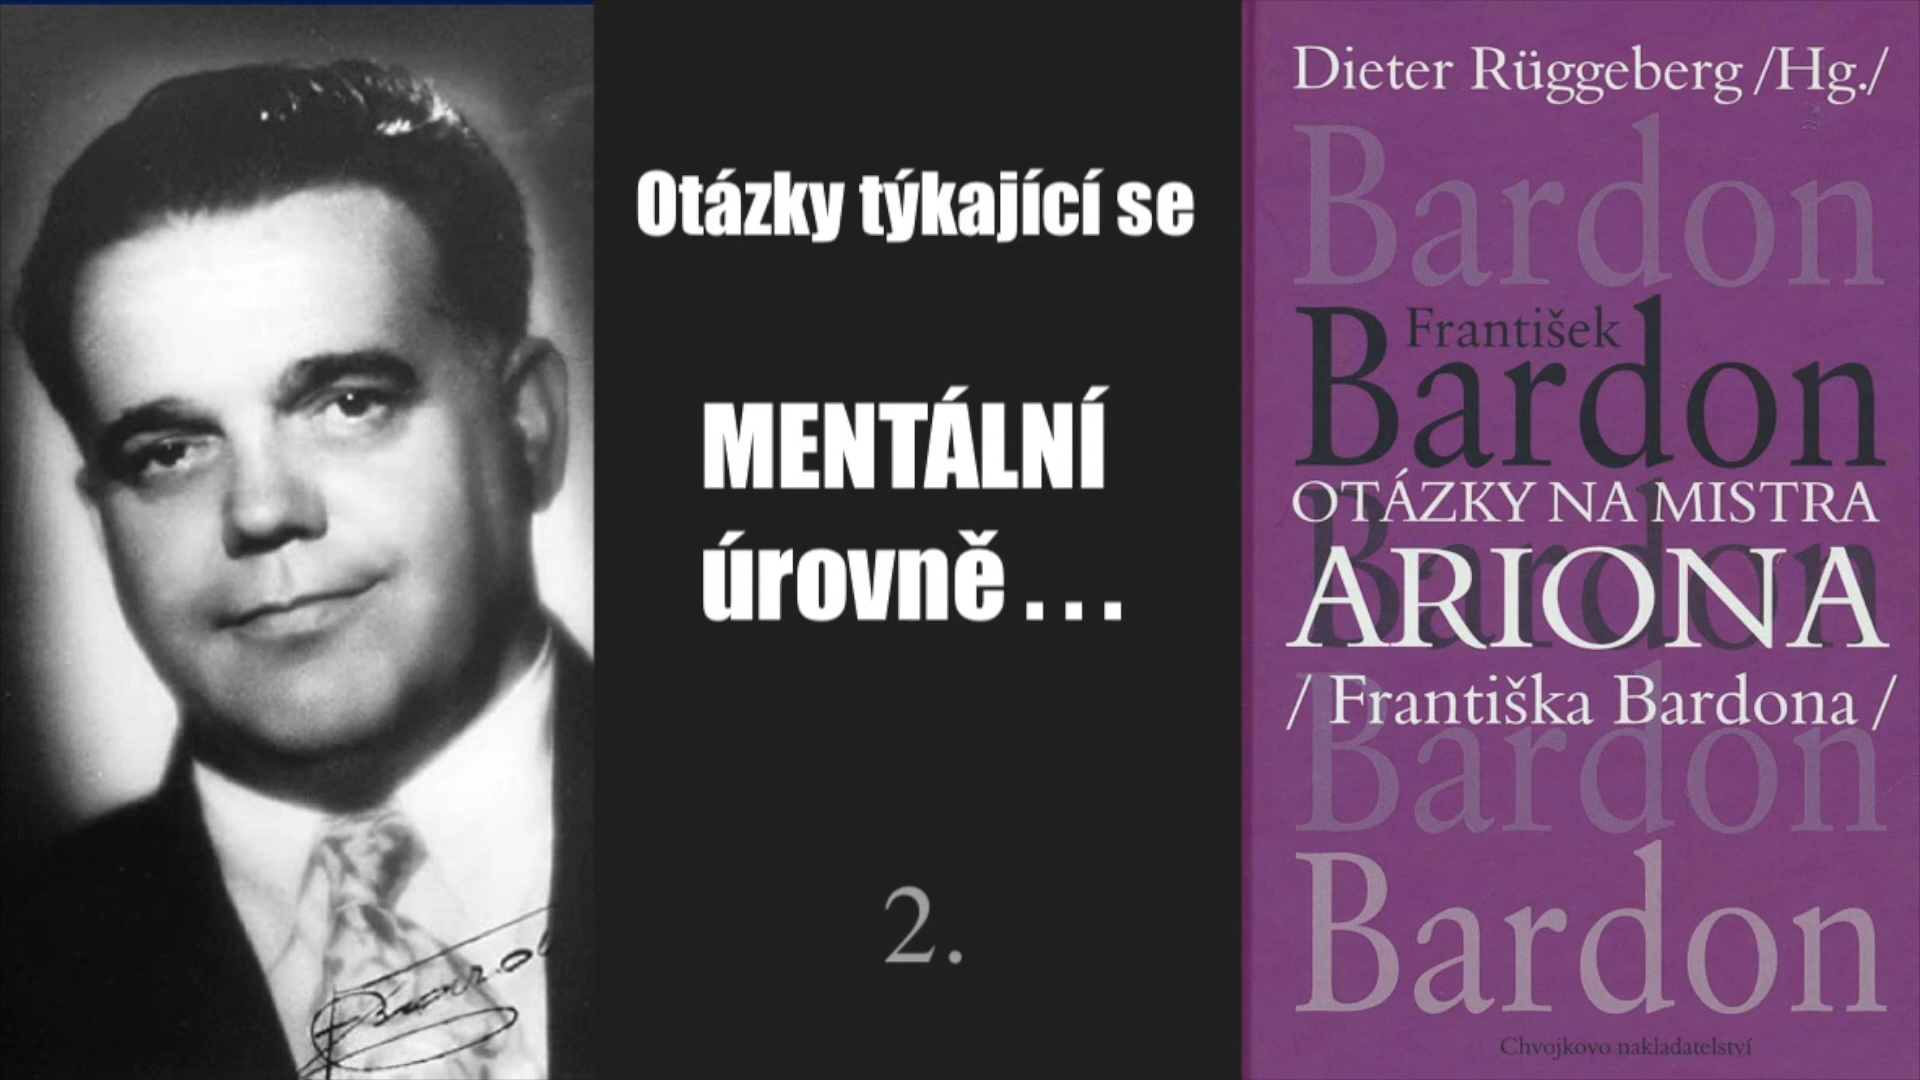 Otázky týkající se
MENTÁLNÍ
úrovně . . .
2.
Dieter Rüggeberg /Hg./
Bardon
František
Bardon
OTÁZKY NA MISTRA
Bardon
ARIONA
/ Františka Bardona /
Bardon
Bardon
Chvojkovo nakladatelství